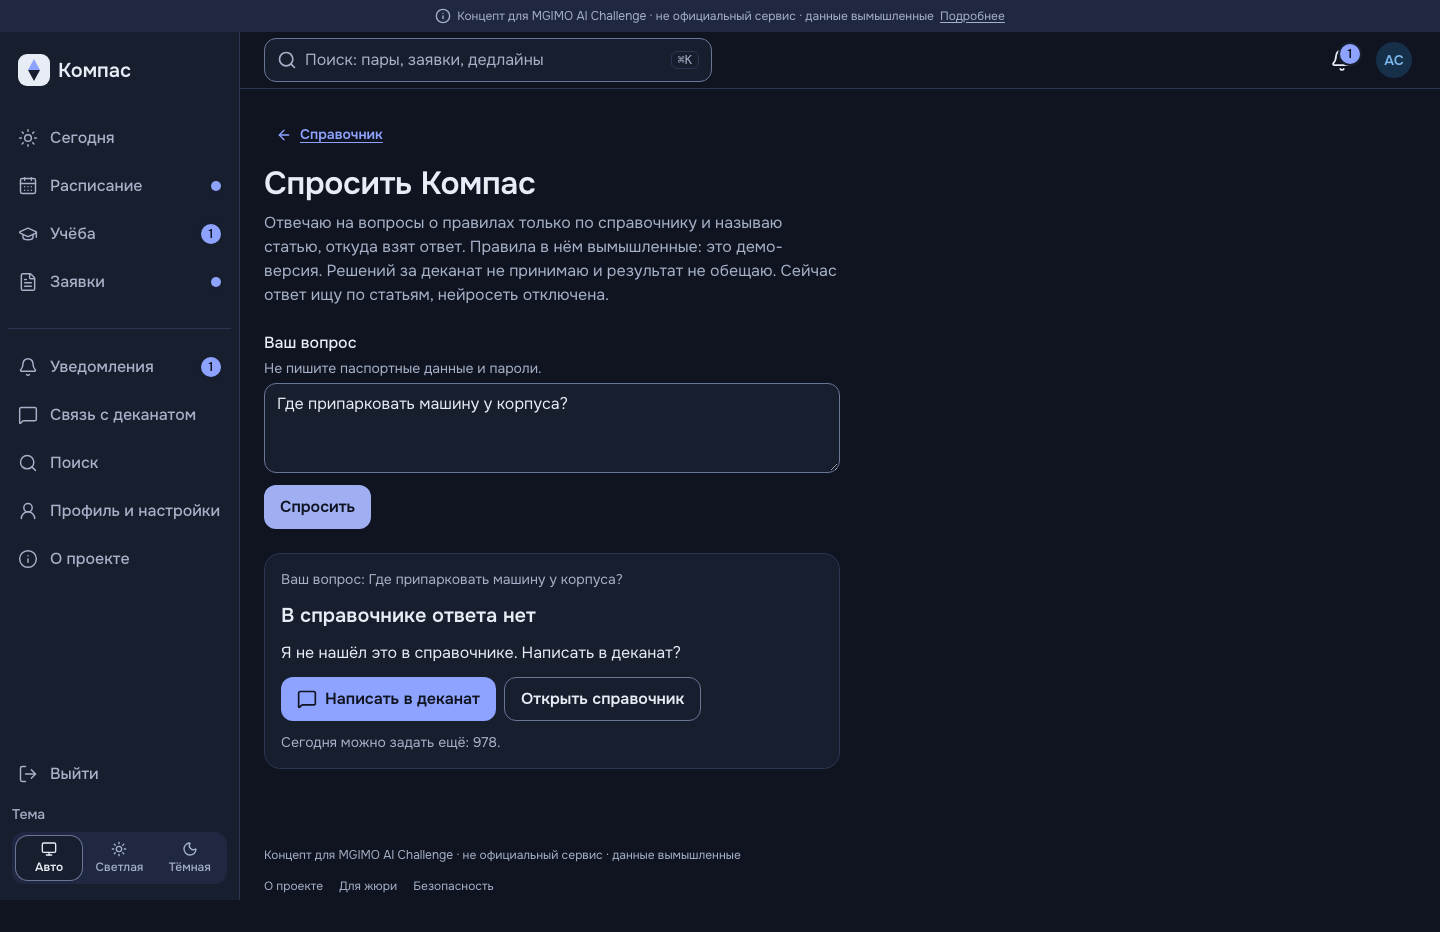 Концепт для MGIMO AI Challenge · не официальный сервис · данные вымышленные Подробнее
Компас
Поиск: пары, заявки, дедлайны
⌘K
1
АС
Сегодня
Расписание
Учёба
1
Заявки
Уведомления
1
Связь с деканатом
Поиск
Профиль и настройки
О проекте
Выйти
Тема
Авто
Светлая
Тёмная
Справочник
Спросить Компас
Отвечаю на вопросы о правилах только по справочнику и называю
статью, откуда взят ответ. Правила в нём вымышленные: это демо-
версия. Решений за деканат не принимаю и результат не обещаю. Сейчас
ответ ищу по статьям, нейросеть отключена.
Ваш вопрос
Не пишите паспортные данные и пароли.
Где припарковать машину у корпуса?
Спросить
Ваш вопрос: Где припарковать машину у корпуса?
В справочнике ответа нет
Я не нашёл это в справочнике. Написать в деканат?
Написать в деканат
Открыть справочник
Сегодня можно задать ещё: 978.
Концепт для MGIMO AI Challenge · не официальный сервис · данные вымышленные
О проекте
Для жюри
Безопасность